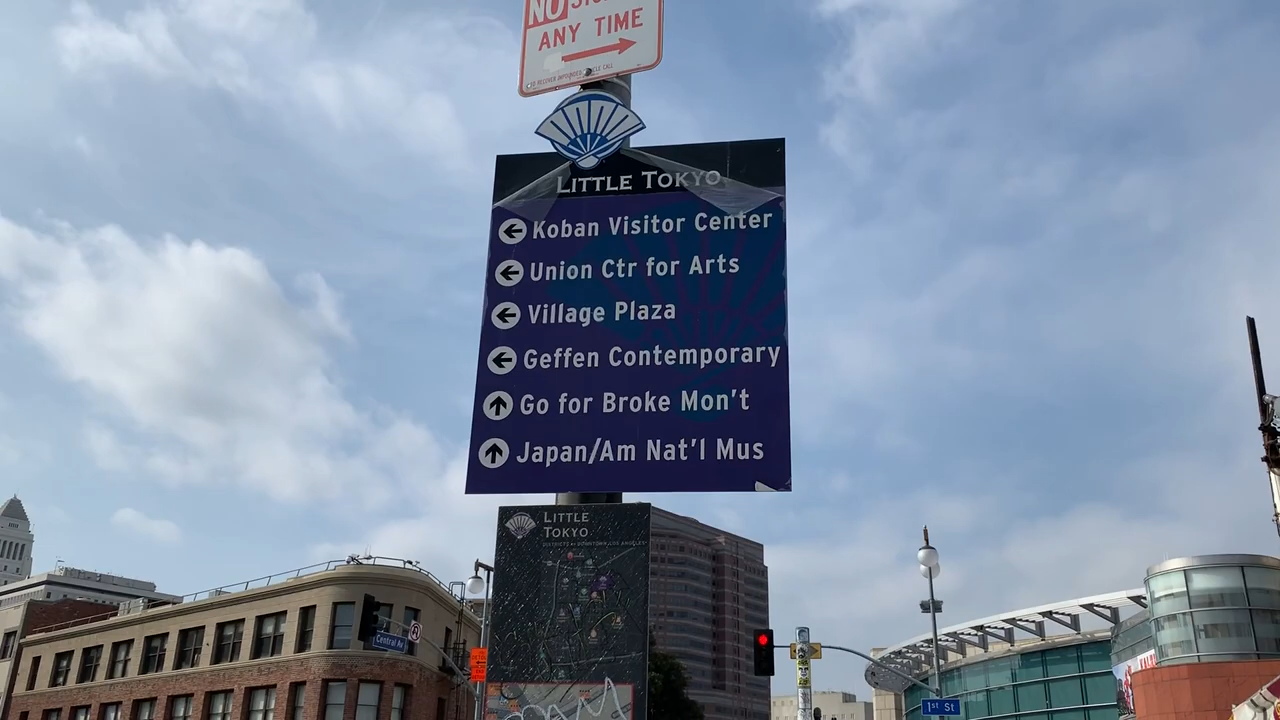 NO
ANY TIME
LITTLE TOKYO
Koban Visitor Center
Union Ctr for Arts
Village Plaza
Geffen Contemporary
Go for Broke Mon't
Japan/Am Nat'l Mus
LITTLE
TOKYO
Central Av
1st St